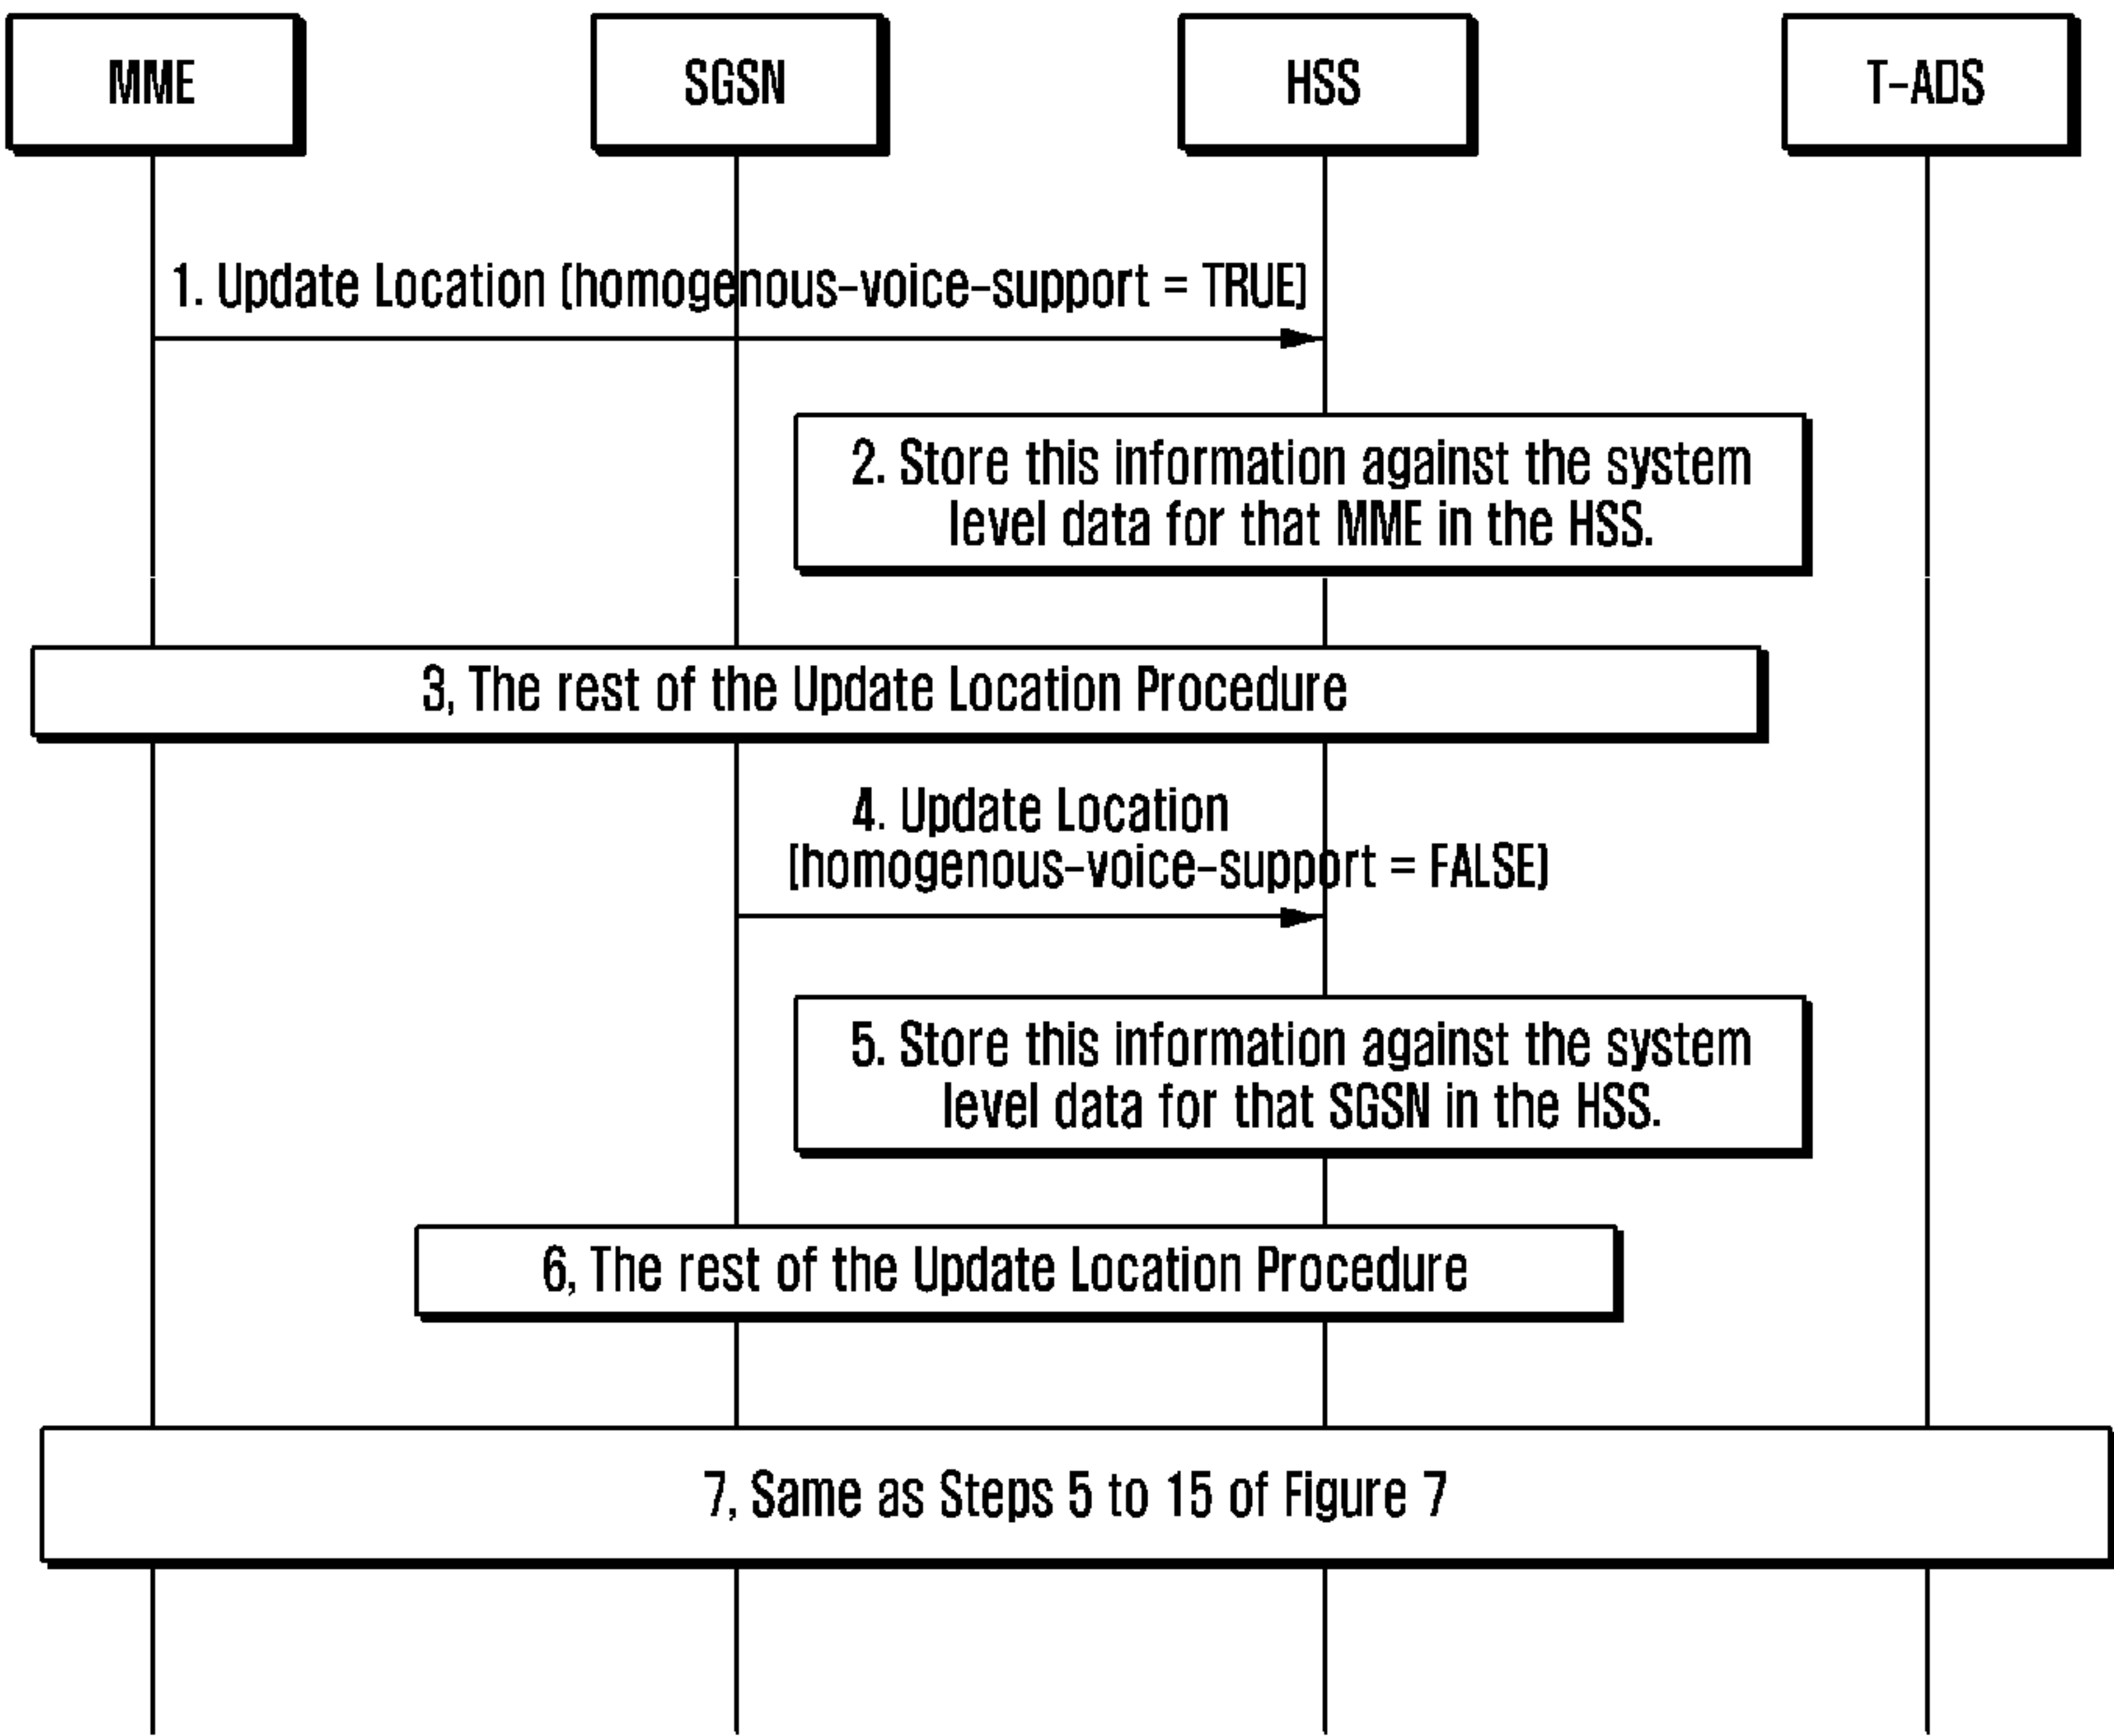 MME
SGSN
HSS
T-ADS
1. Update Location (homogenous-voice-support = TRUE)
2. Store this information against the system
level data for that MME in the HSS.
3, The rest of the Update Location Procedure
4. Update Location
(homogenous-voice-support = FALSE)
5. Store this information against the system
level data for that SGSN in the HSS.
6, The rest of the Update Location Procedure
7, Same as Steps 5 to 15 of Figure 7